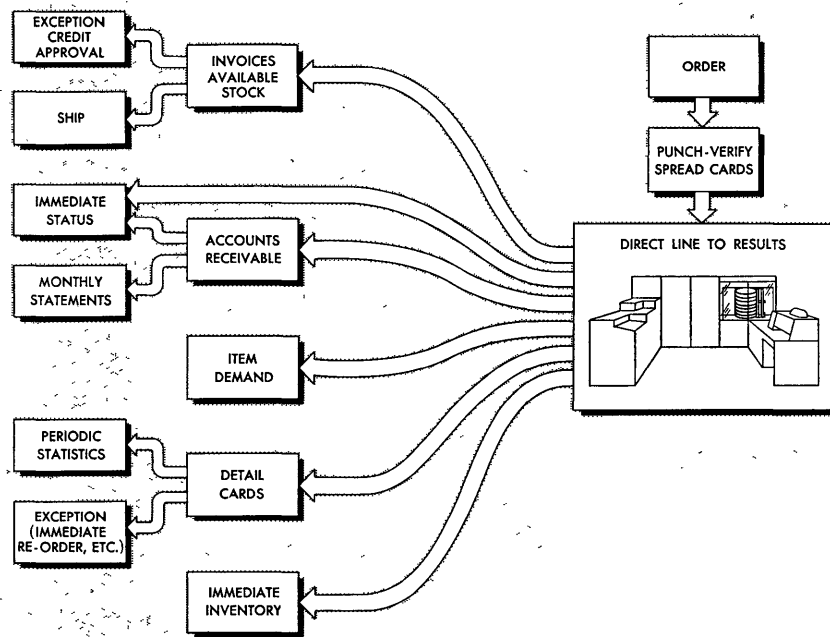 EXCEPTION
CREDIT
APPROVAL
SHIP
INVOICES
AVAILABLE
STOCK
ORDER
PUNCH-VERIFY
SPREAD CARDS
DIRECT LINE TO RESULTS
IMMEDIATE
STATUS
MONTHLY
STATEMENTS
ACCOUNTS
RECEIVABLE
ITEM
DEMAND
PERIODIC
STATISTICS
EXCEPTION
(IMMEDIATE
RE-ORDER, ETC.)
DETAIL
CARDS
IMMEDIATE
INVENTORY